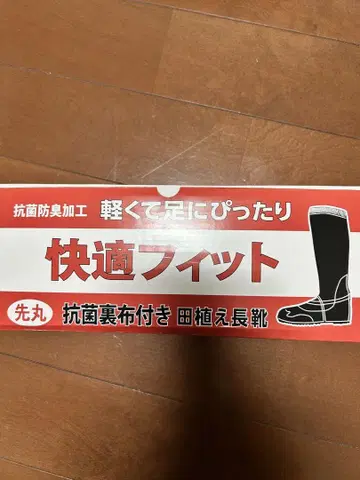 抗菌防臭加工 軽くて足にぴったり
快適フィット
先丸 抗菌裏布付き 田植え長靴